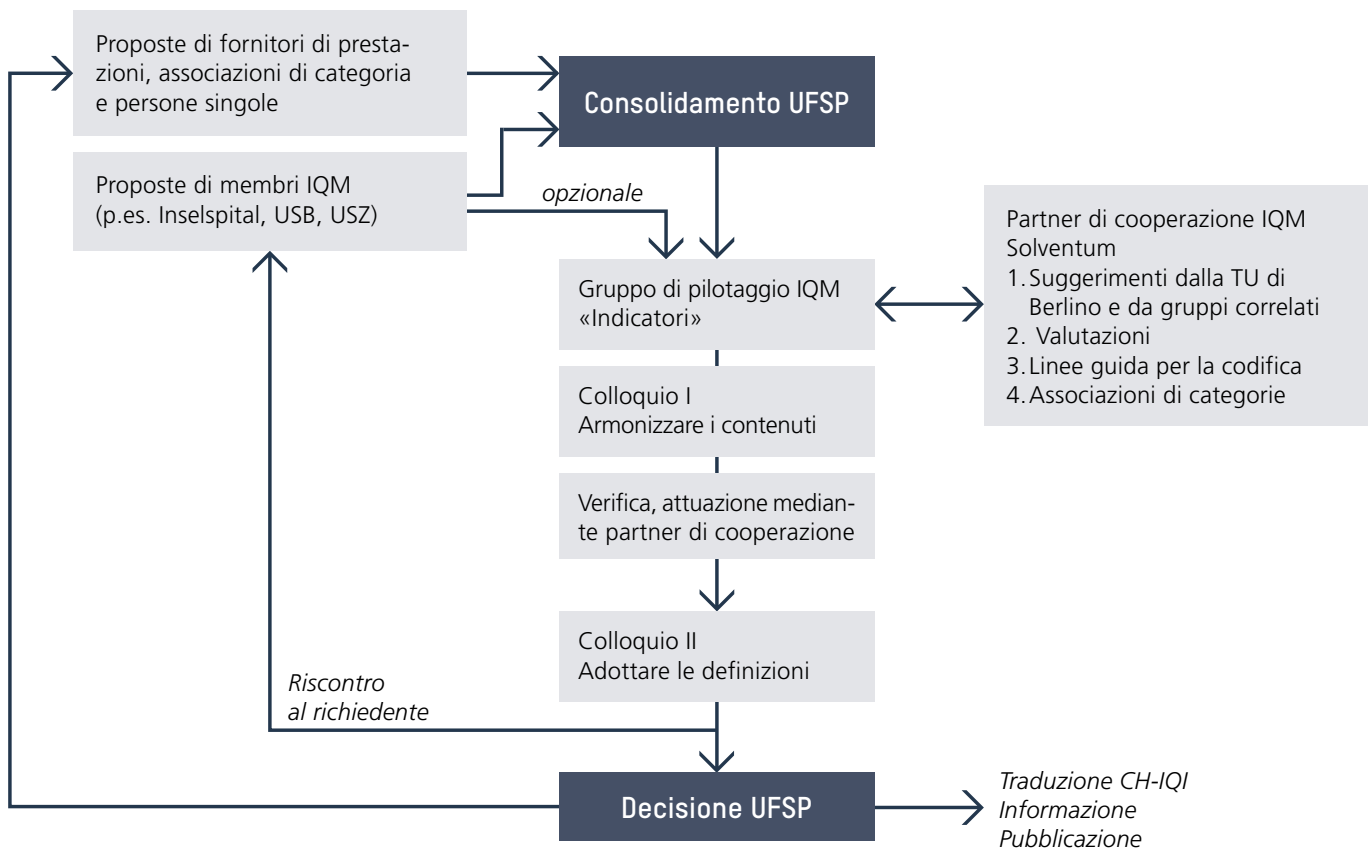 Proposte di fornitori di presta-
zioni, associazioni di categoria
e persone singole
Consolidamento UFSP
Proposte di membri IQM
(p.es. Inselspital, USB, USZ)
opzionale
Gruppo di pilotaggio IQM
«Indicatori»
Partner di cooperazione IQM
Solventum
1. Suggerimenti dalla TU di
Berlino e da gruppi correlati
2. Valutazioni
3. Linee guida per la codifica
4. Associazioni di categorie
Colloquio I
Armonizzare i contenuti
Verifica, attuazione median-
te partner di cooperazione
Colloquio II
Adottare le definizioni
Riscontro
al richiedente
Decisione UFSP
Traduzione CH-IQI
Informazione
Pubblicazione